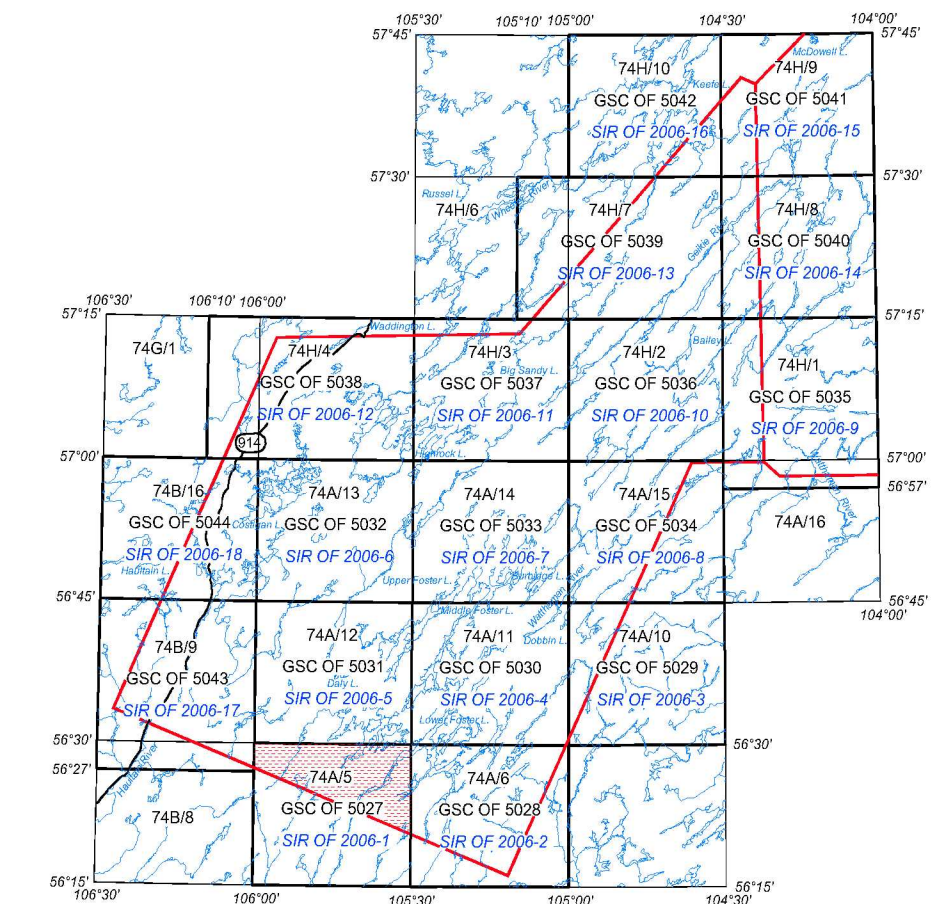 105°5' 105°10' 105°00' 104°30' 104°00'
57°45' 57°45'
McDowell L.
74H/10 74H/9
Keefe L.
GSC OF 5042 GSC OF 5041
SIR OF 2006-16 SIR OF 2006-15
57°30' 57°30'
Russel L.
Wheeler River
74H/6 74H/7 74H/8
Geikie River
GSC OF 5039 GSC OF 5040
SIR OF 2006-13 SIR OF 2006-14
106°30' 106°10' 106°00'
57°15' 57°15'
Waddington L.
Bailey L.
74G/1 74H/4 74H/3 74H/2 74H/1
Big Sandy L.
GSC OF 5038 GSC OF 5037 GSC OF 5036 GSC OF 5035
SIR OF 2006-12 SIR OF 2006-11 SIR OF 2006-10 SIR OF 2006-9
914
57°00' 57°00'
Wathaman River
56°57'
74B/16 74A/13 74A/14 74A/15 74A/16
GSC OF 5044 GSC OF 5032 GSC OF 5033 GSC OF 5034
SIR OF 2006-18 SIR OF 2006-6 SIR OF 2006-7 SIR OF 2006-8
Haultain L.
Upper Foster L.
56°45' 56°45'
104°00'
Middle Foster L.
74B/9 74A/12 74A/11 74A/10
Dobbin L.
GSC OF 5043 GSC OF 5031 GSC OF 5030 GSC OF 5029
Daly L.
SIR OF 2006-17 SIR OF 2006-5 SIR OF 2006-4 SIR OF 2006-3
Lower Foster L.
56°30' 56°30'
56°27'
Haultain River
74B/8 74A/5 74A/6
GSC OF 5027 GSC OF 5028
SIR OF 2006-1 SIR OF 2006-2
56°15' 56°15'
106°30' 106°00' 105°30' 105°00' 104°30'